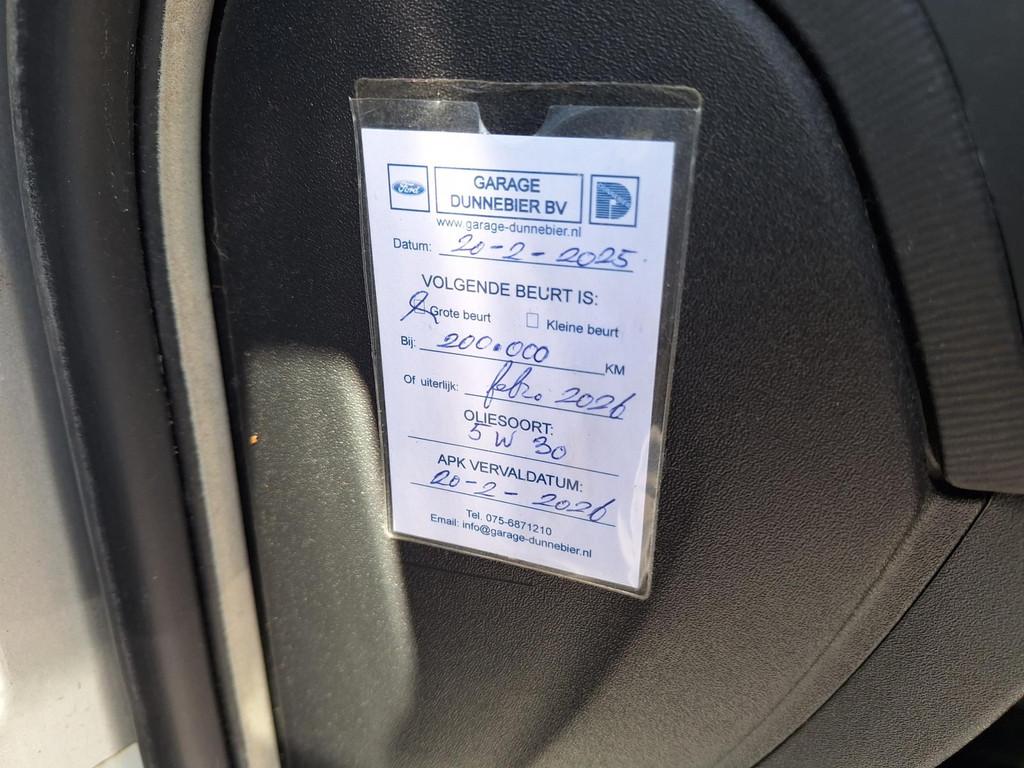 Ford
GARAGE
DUNNEBIER BV
www.garage-dunnebier.nl
Datum: 20-2-2025.
VOLGENDE BEURT IS:
Grote beurt Kleine beurt
Bij: 200.000 KM
Of uiterlijk: febr. 2026
OLIESOORT:
5 W 30
APK VERVALDATUM:
20-2-2026
Tel. 075-6871210
Email: info@garage-dunnebier.nl